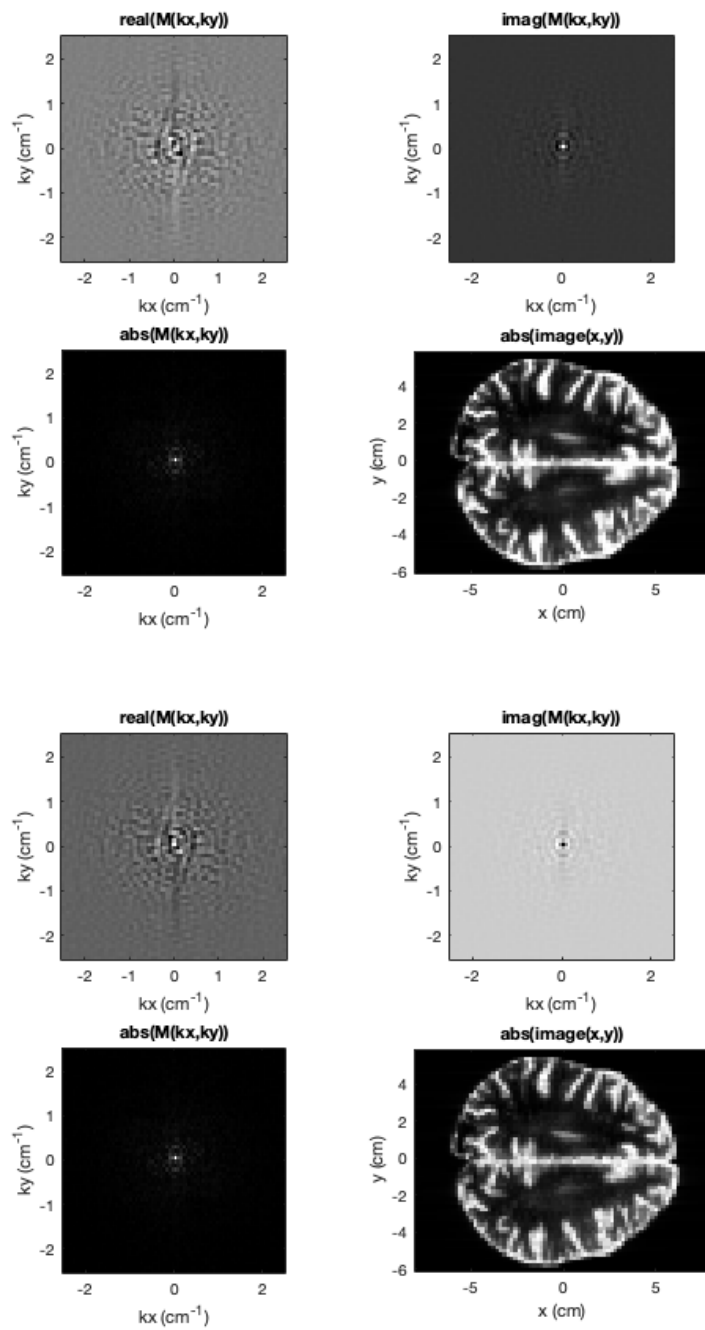 real(M(kx,ky))
2
1
0
-1
-2
ky (cm⁻¹)
-2 -1 0 1 2
kx (cm⁻¹)
imag(M(kx,ky))
2
1
0
-1
-2
ky (cm⁻¹)
-2 0 2
kx (cm⁻¹)
abs(M(kx,ky))
2
1
0
-1
-2
ky (cm⁻¹)
-2 0 2
kx (cm⁻¹)
abs(image(x,y))
4
2
0
-2
-4
-6
y (cm)
-5 0 5
x (cm)
real(M(kx,ky))
2
1
0
-1
-2
ky (cm⁻¹)
-2 -1 0 1 2
kx (cm⁻¹)
imag(M(kx,ky))
2
1
0
-1
-2
ky (cm⁻¹)
-2 0 2
kx (cm⁻¹)
abs(M(kx,ky))
2
1
0
-1
-2
ky (cm⁻¹)
-2 0 2
kx (cm⁻¹)
abs(image(x,y))
4
2
0
-2
-4
-6
y (cm)
-5 0 5
x (cm)